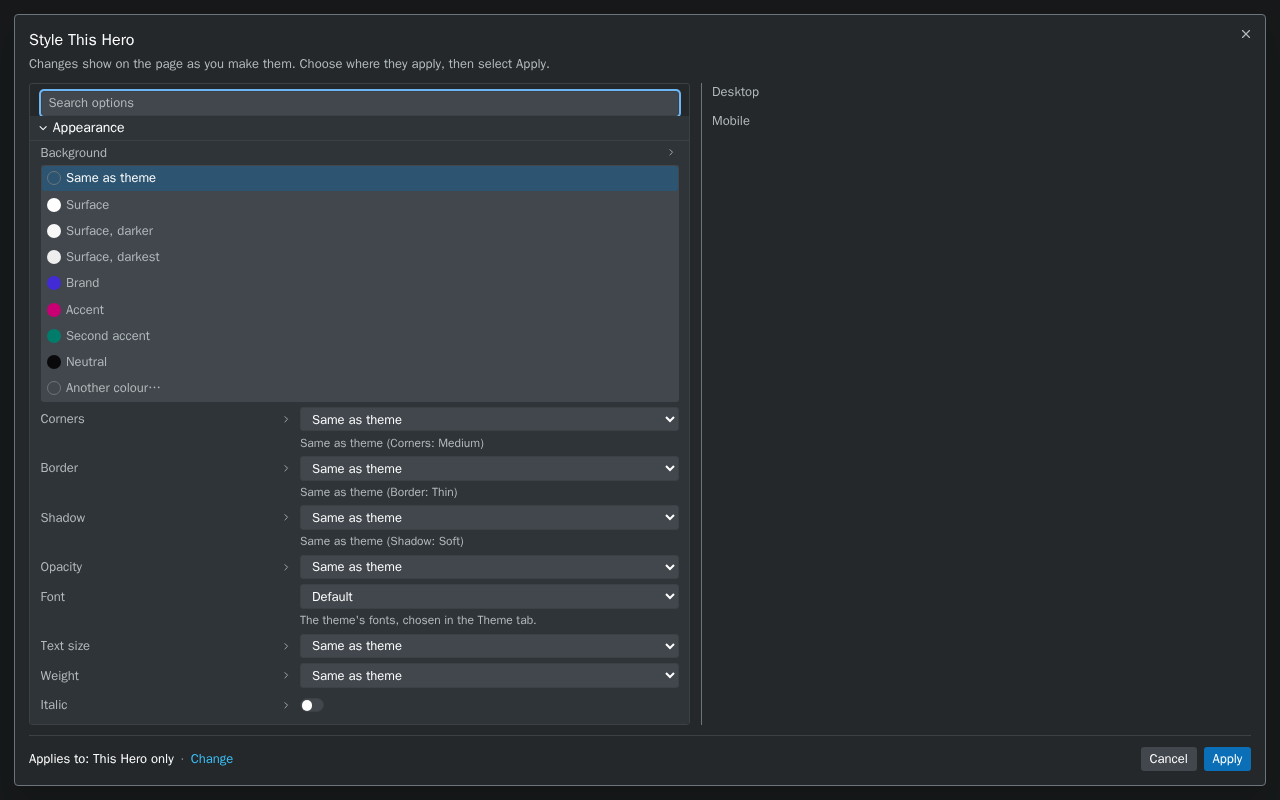 Style This Hero
Changes show on the page as you make them. Choose where they apply, then select Apply.
Search options
Appearance
Background
Same as theme
Surface
Surface, darker
Surface, darkest
Brand
Accent
Second accent
Neutral
Another colour…
Corners
Same as theme
Same as theme (Corners: Medium)
Border
Same as theme
Same as theme (Border: Thin)
Shadow
Same as theme
Same as theme (Shadow: Soft)
Opacity
Same as theme
Font
Default
The theme's fonts, chosen in the Theme tab.
Text size
Same as theme
Weight
Same as theme
Italic
Desktop
Mobile
Applies to: This Hero only · Change
Cancel
Apply